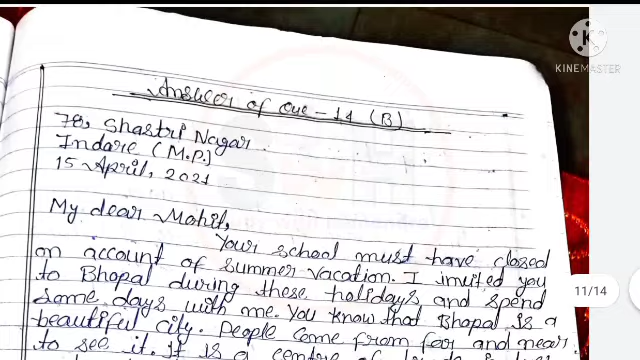 KINEMASTER
Answer of Que - 14 (B)
78, Shastri Nagar
Indore (M.P.)
15 April, 2021
My dear Mohit,
Your school must have closed
on account of summer vacation. I invited you
to Bhopal during these holidays and spend
some days with me. You know that Bhopal is a
beautiful city. People come from fear and near
to see it. It is a centre of
11/14